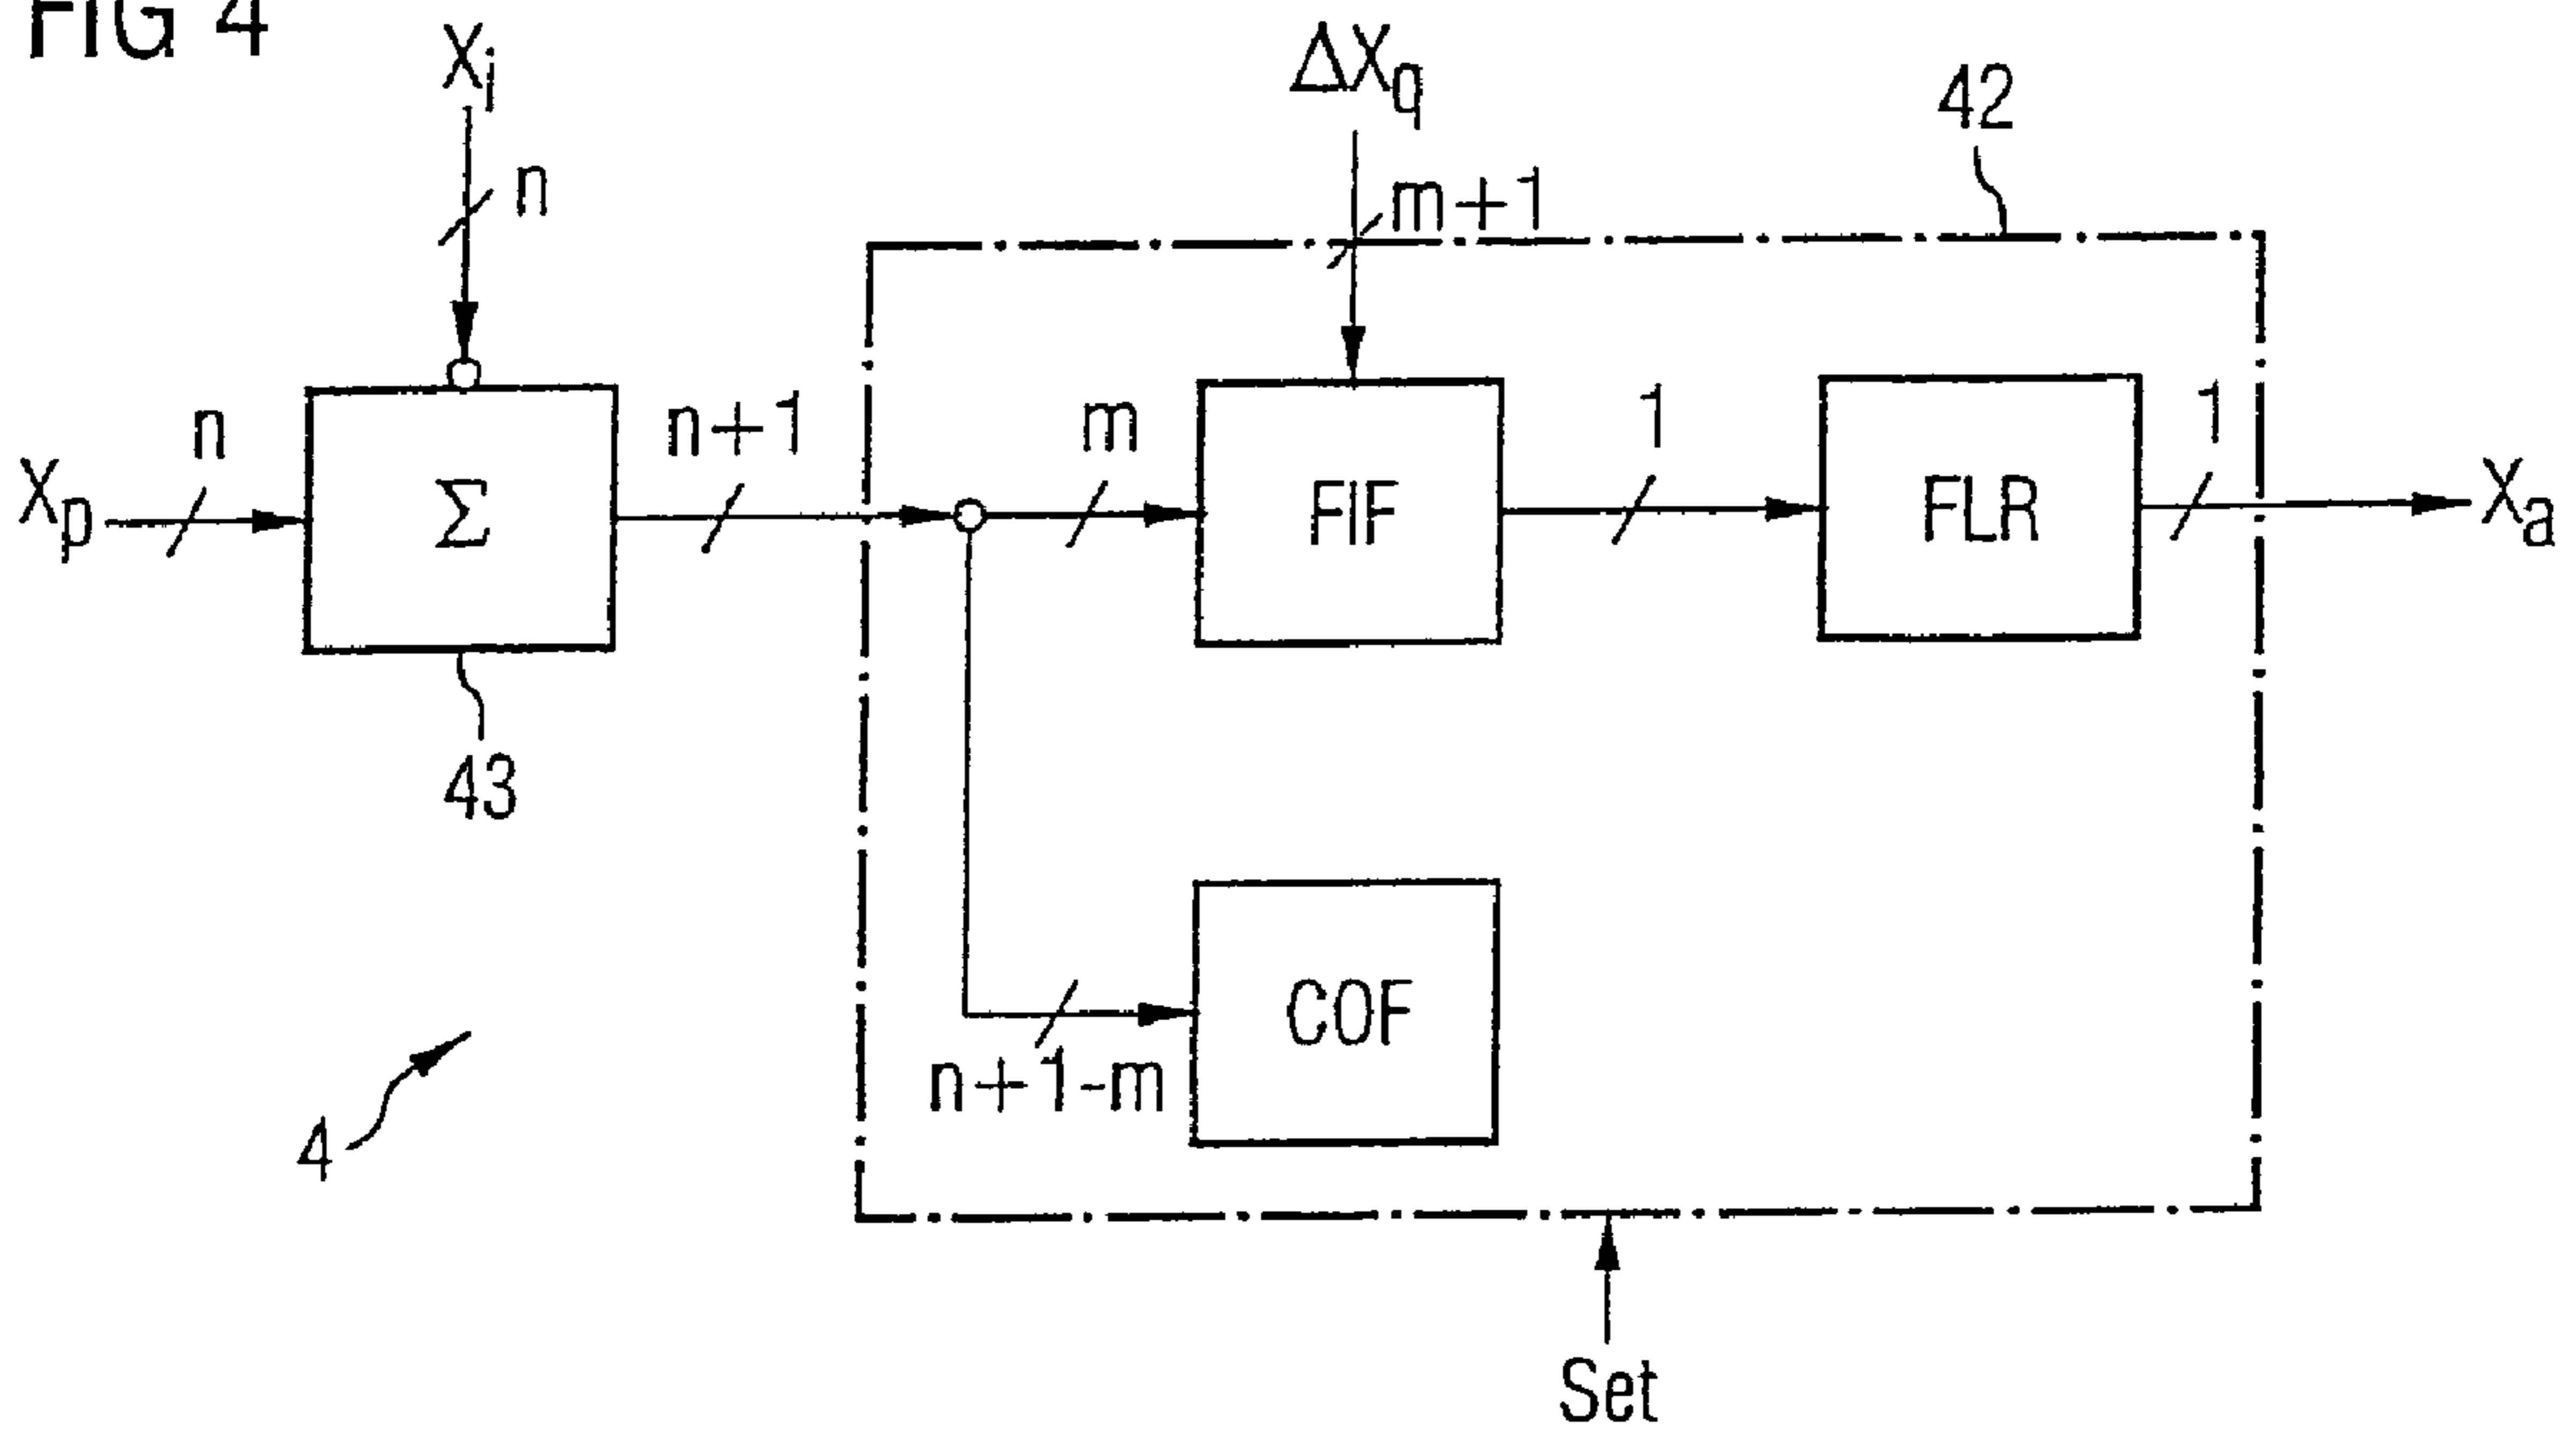 FIG 4
Xi
ΔXq
42
n
m+1
Xp
n
Σ
n+1
m
FIF
1
FLR
1
Xa
43
COF
n+1-m
4
Set